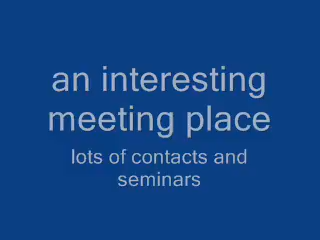 an interesting
meeting place
lots of contacts and
seminars